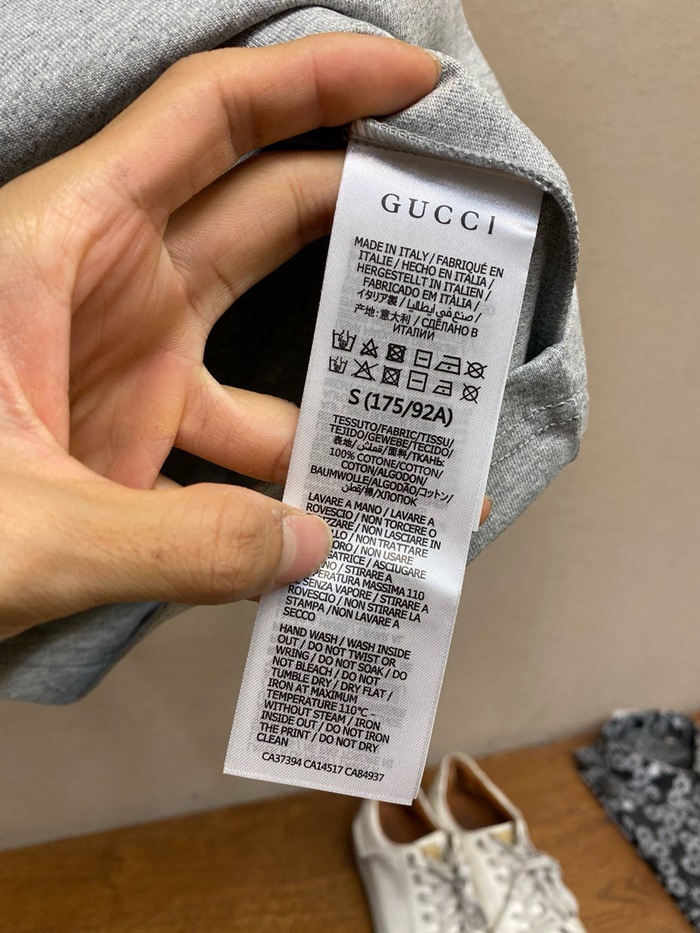 GUCCI
MADE IN ITALY / FABRIQUÉ EN
ITALIE / HECHO EN ITALIA /
HERGESTELLT IN ITALIEN /
FABRICADO EM ITÁLIA /
イタリア製 / صنع في إيطاليا /
产地：意大利 / СДЕЛАНО В
ИТАЛИИ
S (175/92A)
TESSUTO/FABRIC/TISSU/
TEJIDO/GEWEBE/TECIDO/
表地/قماش/面料/ТКАНЬ:
100% COTONE/COTTON/
COTON/ALGODON/
BAUMWOLLE/ALGODÃO/コットン/
قطن/棉/ХЛОПОК
LAVARE A MANO / LAVARE A
ROVESCIO / NON TORCERE O
NON LASCIARE IN
NON TRATTARE
NON USARE
ASCIUGARE
STIRARE A
MASSIMA 110
SENZA VAPORE / STIRARE A
ROVESCIO / NON STIRARE LA
STAMPA / NON LAVARE A
SECCO
HAND WASH / WASH INSIDE
OUT / DO NOT TWIST OR
WRING / DO NOT SOAK / DO
NOT BLEACH / DO NOT
TUMBLE DRY / DRY FLAT /
IRON AT MAXIMUM
TEMPERATURE 110°C –
WITHOUT STEAM / IRON
INSIDE OUT / DO NOT IRON
THE PRINT / DO NOT DRY
CLEAN
CA37394 CA14517 CA84937